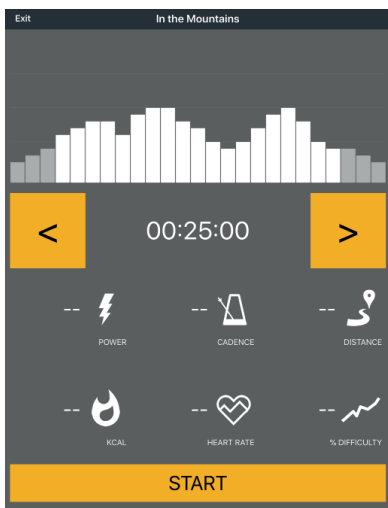 Exit In the Mountains
< 00:25:00 >
-- -- --
POWER CADENCE DISTANCE
-- -- --
KCAL HEART RATE % DIFFICULTY
START